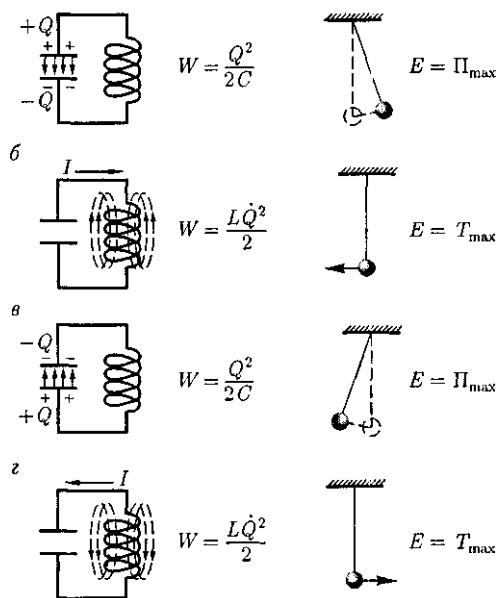 +Q
+ +
− −
−Q
W = Q²/2C
E = Π_max
б
I
W = LQ̇²/2
E = T_max
в
−Q
− −
+ +
+Q
W = Q²/2C
E = Π_max
г
I
W = LQ̇²/2
E = T_max